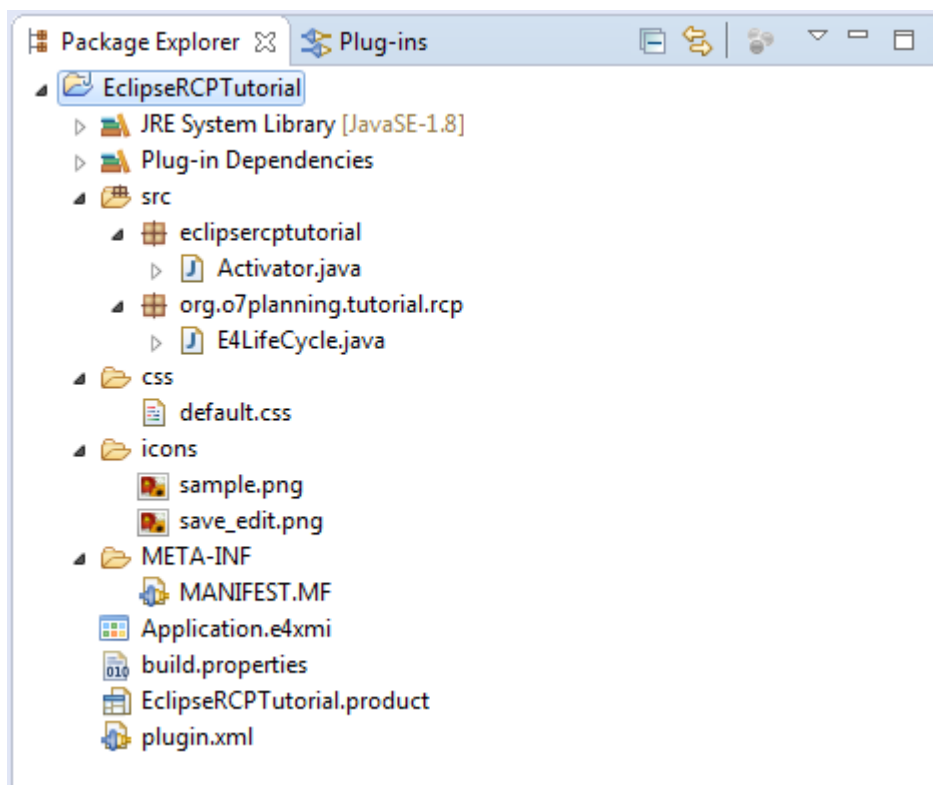 Package Explorer Plug-ins
EclipseRCPTutorial
JRE System Library [JavaSE-1.8]
Plug-in Dependencies
src
eclipsercptutorial
Activator.java
org.o7planning.tutorial.rcp
E4LifeCycle.java
css
default.css
icons
sample.png
save_edit.png
META-INF
MANIFEST.MF
Application.e4xmi
build.properties
EclipseRCPTutorial.product
plugin.xml